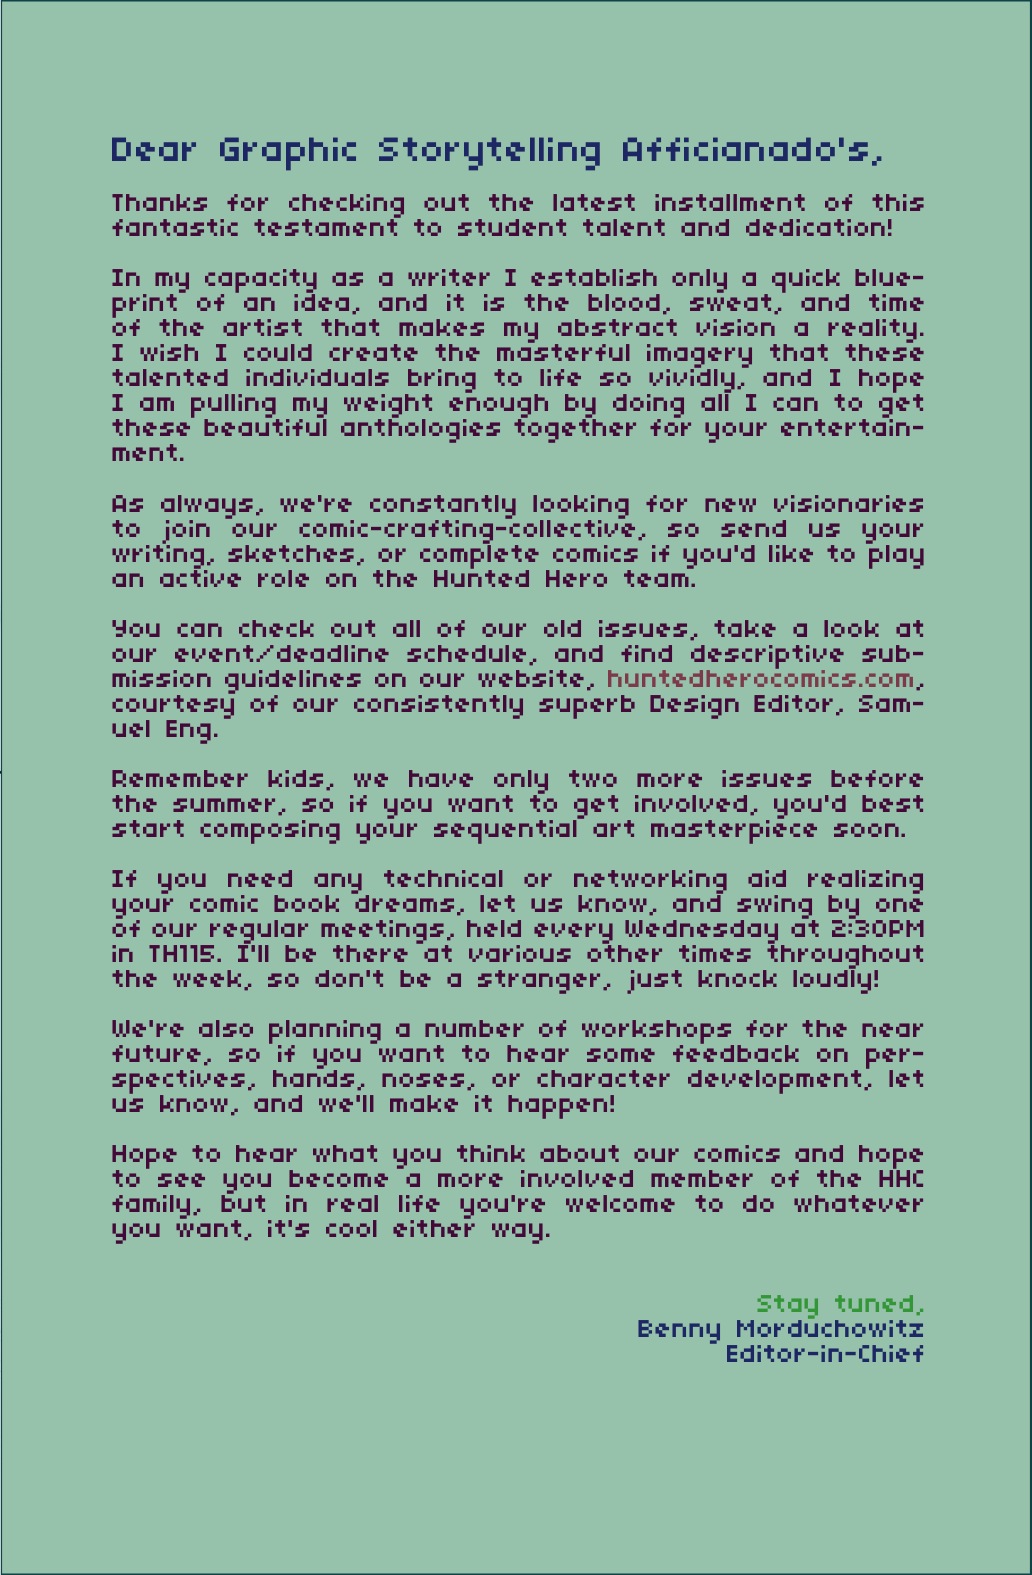 Dear Graphic Storytelling Afficianado's,
Thanks for checking out the latest installment of this
fantastic testament to student talent and dedication!
In my capacity as a writer I establish only a quick blue-
print of an idea, and it is the blood, sweat, and time
of the artist that makes my abstract vision a reality.
I wish I could create the masterful imagery that these
talented individuals bring to life so vividly, and I hope
I am pulling my weight enough by doing all I can to get
these beautiful anthologies together for your entertain-
ment.
As always, we're constantly looking for new visionaries
to join our comic-crafting-collective, so send us your
writing, sketches, or complete comics if you'd like to play
an active role on the Hunted Hero team.
You can check out all of our old issues, take a look at
our event/deadline schedule, and find descriptive sub-
mission guidelines on our website, huntedherocomics.com,
courtesy of our consistently superb Design Editor, Sam-
uel Eng.
Remember kids, we have only two more issues before
the summer, so if you want to get involved, you'd best
start composing your sequential art masterpiece soon.
If you need any technical or networking aid realizing
your comic book dreams, let us know, and swing by one
of our regular meetings, held every Wednesday at 2:30PM
in TH115. I'll be there at various other times throughout
the week, so don't be a stranger, just knock loudly!
We're also planning a number of workshops for the near
future, so if you want to hear some feedback on per-
spectives, hands, noses, or character development, let
us know, and we'll make it happen!
Hope to hear what you think about our comics and hope
to see you become a more involved member of the HHC
family, but in real life you're welcome to do whatever
you want, it's cool either way.
Stay tuned,
Benny Morduchowitz
Editor-in-Chief